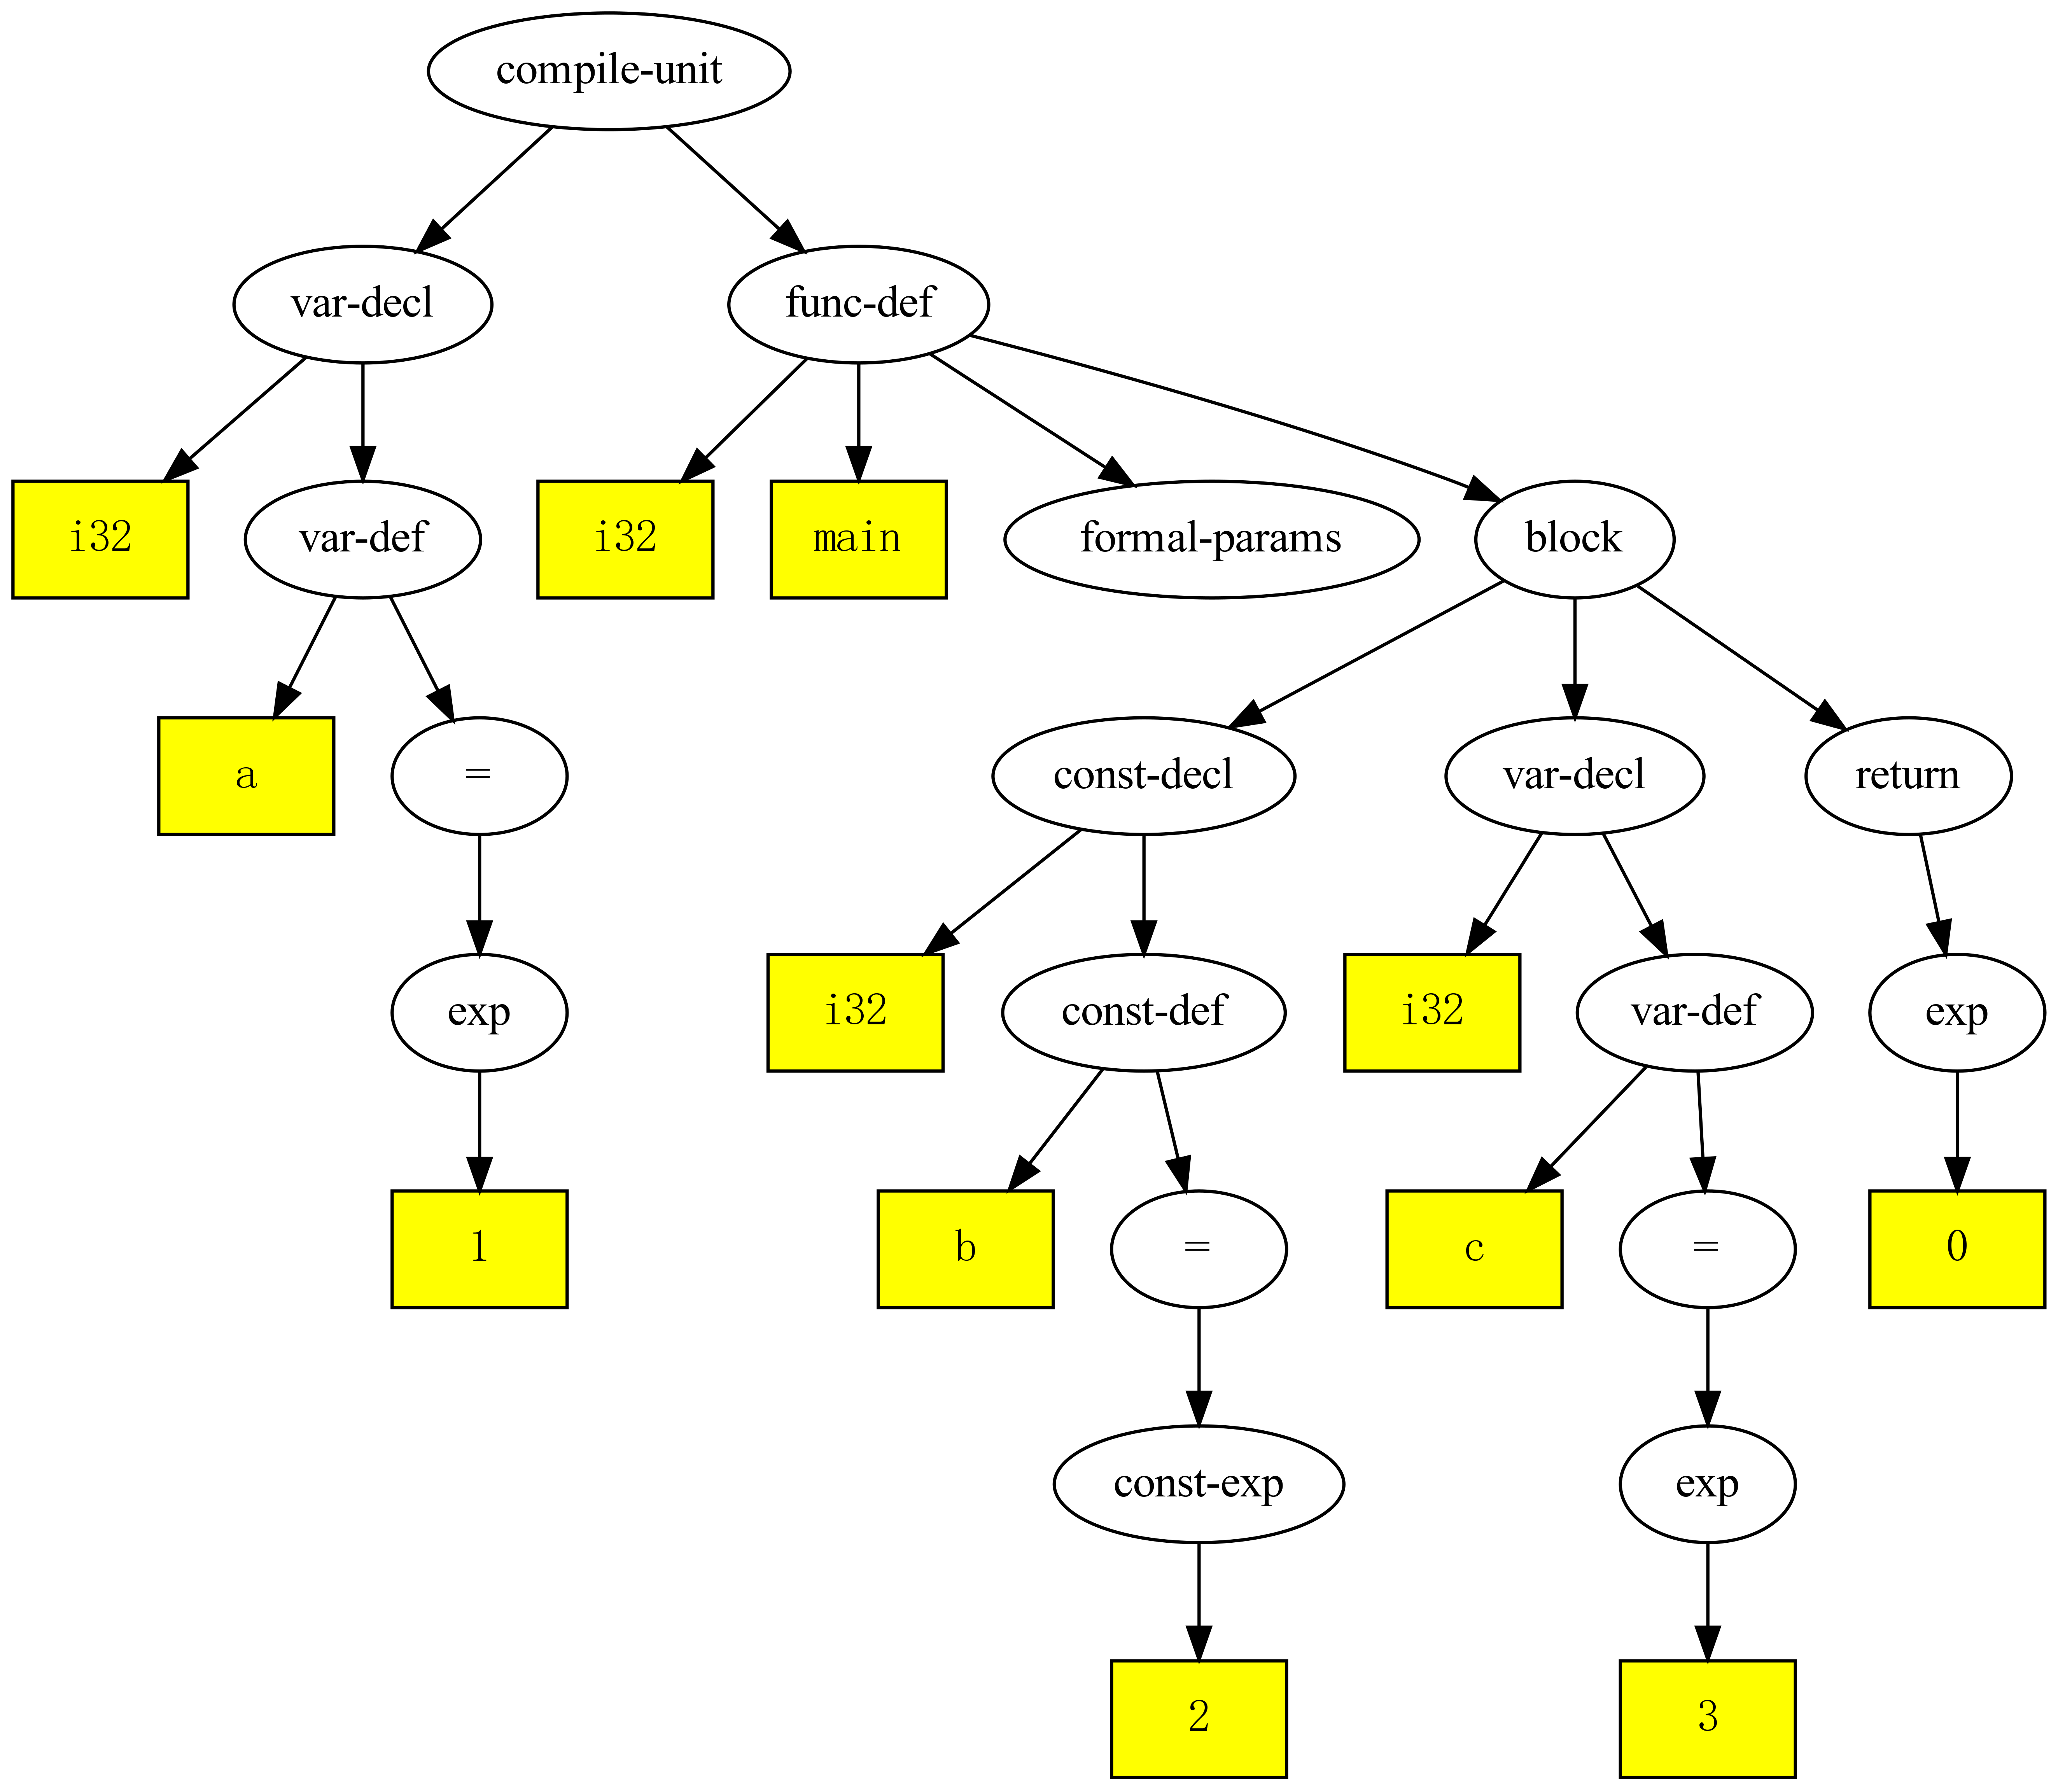 compile-unit
var-decl
func-def
i32
var-def
i32
main
formal-params
block
a
=
const-decl
var-decl
return
exp
i32
const-def
i32
var-def
exp
1
b
=
c
=
0
const-exp
exp
2
3